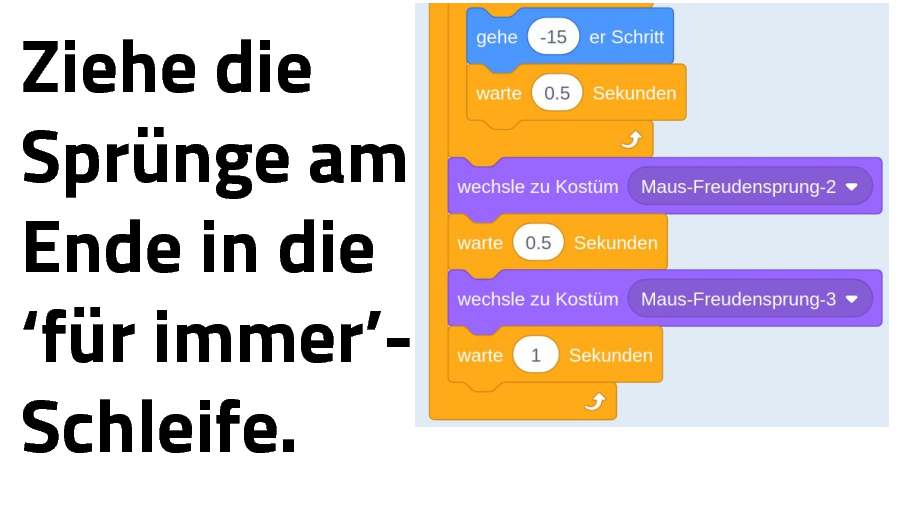 Ziehe die
Sprünge am
Ende in die
‘für immer’-
Schleife.
gehe -15 er Schritt
warte 0.5 Sekunden
wechsle zu Kostüm Maus-Freudensprung-2
warte 0.5 Sekunden
wechsle zu Kostüm Maus-Freudensprung-3
warte 1 Sekunden